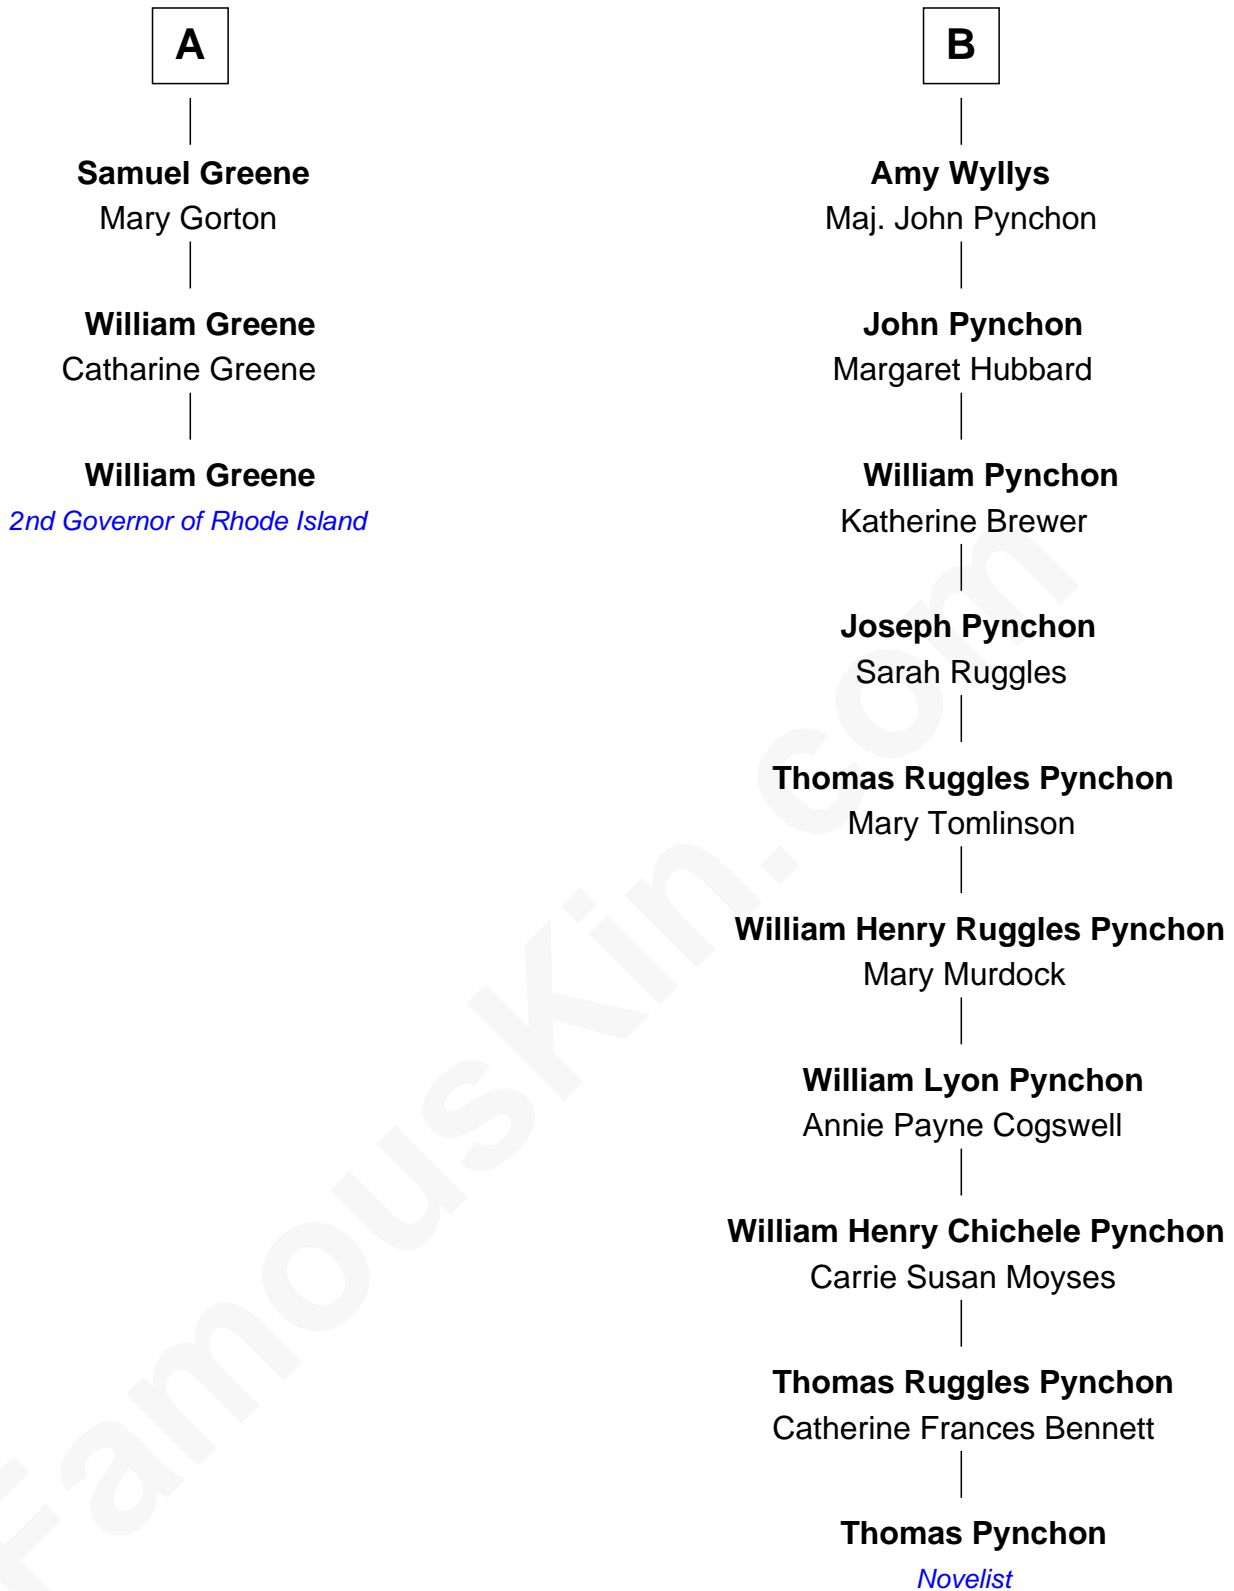 A
Samuel Greene
Mary Gorton
William Greene
Catharine Greene
William Greene
2nd Governor of Rhode Island
B
Amy Wyllys
Maj. John Pynchon
John Pynchon
Margaret Hubbard
William Pynchon
Katherine Brewer
Joseph Pynchon
Sarah Ruggles
Thomas Ruggles Pynchon
Mary Tomlinson
William Henry Ruggles Pynchon
Mary Murdock
William Lyon Pynchon
Annie Payne Cogswell
William Henry Chichele Pynchon
Carrie Susan Moyses
Thomas Ruggles Pynchon
Catherine Frances Bennett
Thomas Pynchon
Novelist
FamousKin.com